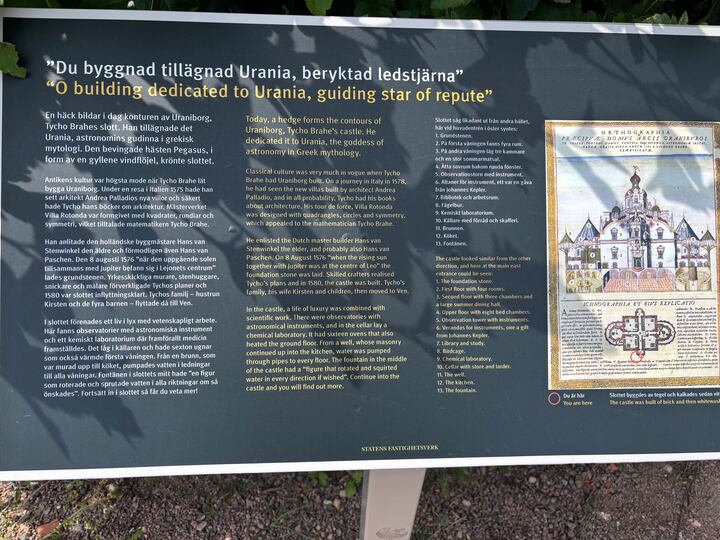 ”Du byggnad tillägnad Urania, beryktad ledstjärna”
“O building dedicated to Urania, guiding star of repute”
En häck bildar i dag konturen av Uraniborg,
Tycho Brahes slott. Han tillägnade det
Urania, astronomins gudinna i grekisk
mytologi. Den bevingade hästen Pegasus, i
form av en gyllene vindflöjel, krönte slottet.
Antikens kultur var högsta mode när Tycho Brahe lät
bygga Uraniborg. Under en resa i Italien 1575 hade han
sett arkitekt Andrea Palladios nya villor och säkert
hade Tycho hans böcker om arkitektur. Mästerverket
Villa Rotonda var formgivet med kvadrater, rundlar och
symmetri, vilket tilltalade matematikern Tycho Brahe.
Han anlitade den holländske byggmästare Hans van
Stenwinkel den äldre och förmodligen även Hans van
Paschen. Den 8 augusti 1576 ”när den uppgående solen
tillsammans med Jupiter befann sig i Lejonets centrum”
lades grundstenen. Yrkesskickliga murare, stenhuggare,
snickare och målare förverkligade Tychos planer och
1580 var slottet inflyttningsklart. Tychos familj – hustrun
Kirsten och de fyra barnen – flyttade då till Ven.
I slottet förenades ett liv i lyx med vetenskapligt arbete.
Här fanns observatorier med astronomiska instrument
och ett kemiskt laboratorium där framförallt medicin
framställdes. Det låg i källaren och hade sexton ugnar
som också värmde första våningen. Från en brunn, som
var murad upp till köket, pumpades vatten i ledningar
till alla våningar. Fontänen i slottets mitt hade ”en figur
som roterade och sprutade vatten i alla riktningar om så
önskades”. Fortsätt in i slottet så får du veta mer!
Today, a hedge forms the contours of
Uraniborg, Tycho Brahe’s castle. He
dedicated it to Urania, the goddess of
astronomy in Greek mythology.
Classical culture was very much in vogue when Tycho
Brahe had Uraniborg built. On a journey in Italy in 1578,
he had seen the new villas built by architect Andrea
Palladio, and in all probability, Tycho had his books
about architecture. His tour de force, Villa Rotonda
was designed with quadrangles, circles and symmetry,
which appealed to the mathematician Tycho Brahe.
He enlisted the Dutch master builder Hans van
Stenwinkel the elder, and probably also Hans van
Paschen. On 8 August 1576 “when the rising sun
together with Jupiter was at the centre of Leo” the
foundation stone was laid. Skilled crafters realised
Tycho’s plans and in 1580, the castle was built. Tycho’s
family, his wife Kirsten and children, then moved to Ven.
In the castle, a life of luxury was combined with
scientific work. There were observatories with
astronomical instruments, and in the cellar lay a
chemical laboratory. It had sixteen ovens that also
heated the ground floor. From a well, whose masonry
continued up into the kitchen, water was pumped
through pipes to every floor. The fountain in the middle
of the castle had a “figure that rotated and squirted
water in every direction if wished”. Continue into the
castle and you will find out more.
Slottet såg likadant ut från andra hållet,
här vid huvudentrén i öster syntes:
1. Grundstenen.
2. På första våningen fanns fyra rum.
3. På andra våningen låg tre kammare
och en stor sommarmatsal.
4. Åtta sovrum bakom runda fönster.
5. Observationstorn med instrument.
6. Altaner för instrument, ett var en gåva
från Johannes Kepler.
7. Bibliotek och arbetsrum.
8. Fågelbur.
9. Kemiskt laboratorium.
10. Källare med förråd och skafferi.
11. Brunnen.
12. Köket.
13. Fontänen.
The castle looked similar from the other
direction, and here at the main east
entrance could be seen:
1. The foundation stone.
2. First floor with four rooms.
3. Second floor with three chambers and
a large summer dining hall.
4. Upper floor with eight bed chambers.
5. Observation tower with instruments.
6. Verandas for instruments, one a gift
from Johannes Kepler.
7. Library and study.
8. Birdcage.
9. Chemical laboratory.
10. Cellar with store and larder.
11. The well.
12. The kitchen.
13. The fountain.
ORTHOGRAPHIA
PRÆCIPUÆ DOMUS ARCIS URANIBURGI
ICHNOGRAPHIA ET EIUS EXPLICATIO
Du är här
You are here
Slottet byggdes av tegel och kalkades sedan vit
The castle was built of brick and then whitewash
STATENS FASTIGHETSVERK